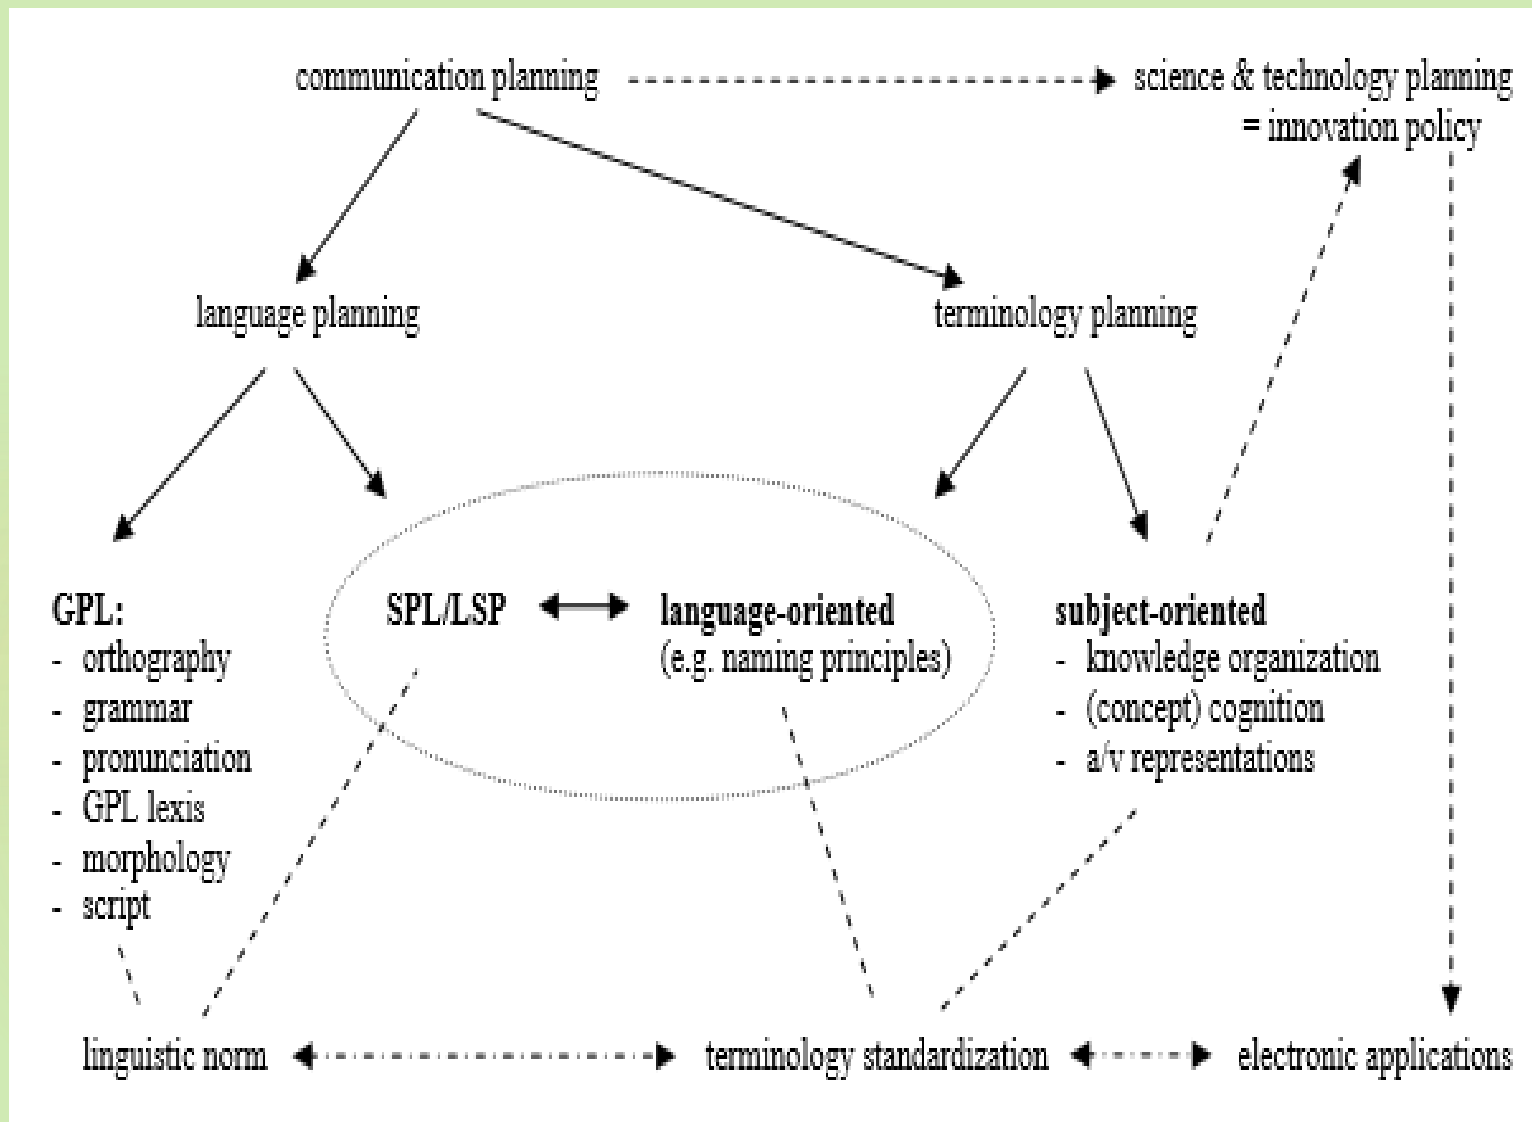 communication planning
science & technology planning
= innovation policy
language planning
terminology planning
GPL:
- orthography
- grammar
- pronunciation
- GPL lexis
- morphology
- script
SPL/LSP
language-oriented
(e.g. naming principles)
subject-oriented
- knowledge organization
- (concept) cognition
- a/v representations
linguistic norm
terminology standardization
electronic applications